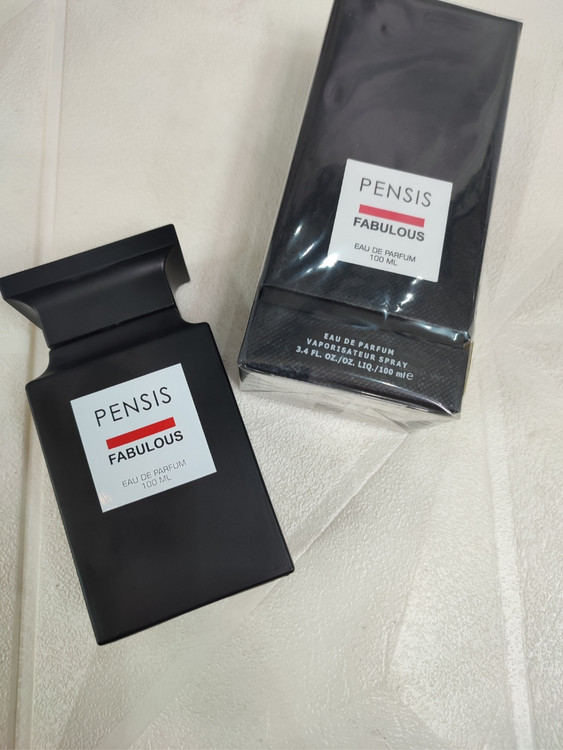 PENSIS
FABULOUS
EAU DE PARFUM
100 ML
EAU DE PARFUM
VAPORISATEUR SPRAY
3.4 FL. OZ./OZ. LIQ./100 ml℮
PENSIS
FABULOUS
EAU DE PARFUM
100 ML